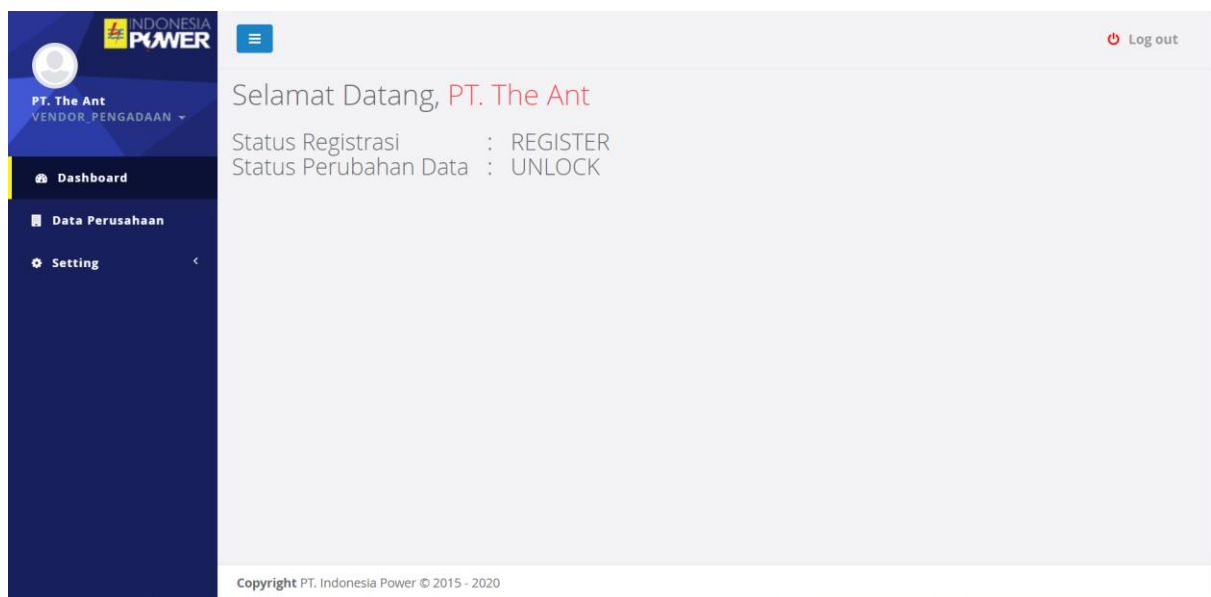 INDONESIA
POWER
PT. The Ant
VENDOR_PENGADAAN
Dashboard
Data Perusahaan
Setting
Log out
Selamat Datang, PT. The Ant
Status Registrasi : REGISTER
Status Perubahan Data : UNLOCK
Copyright PT. Indonesia Power © 2015 - 2020